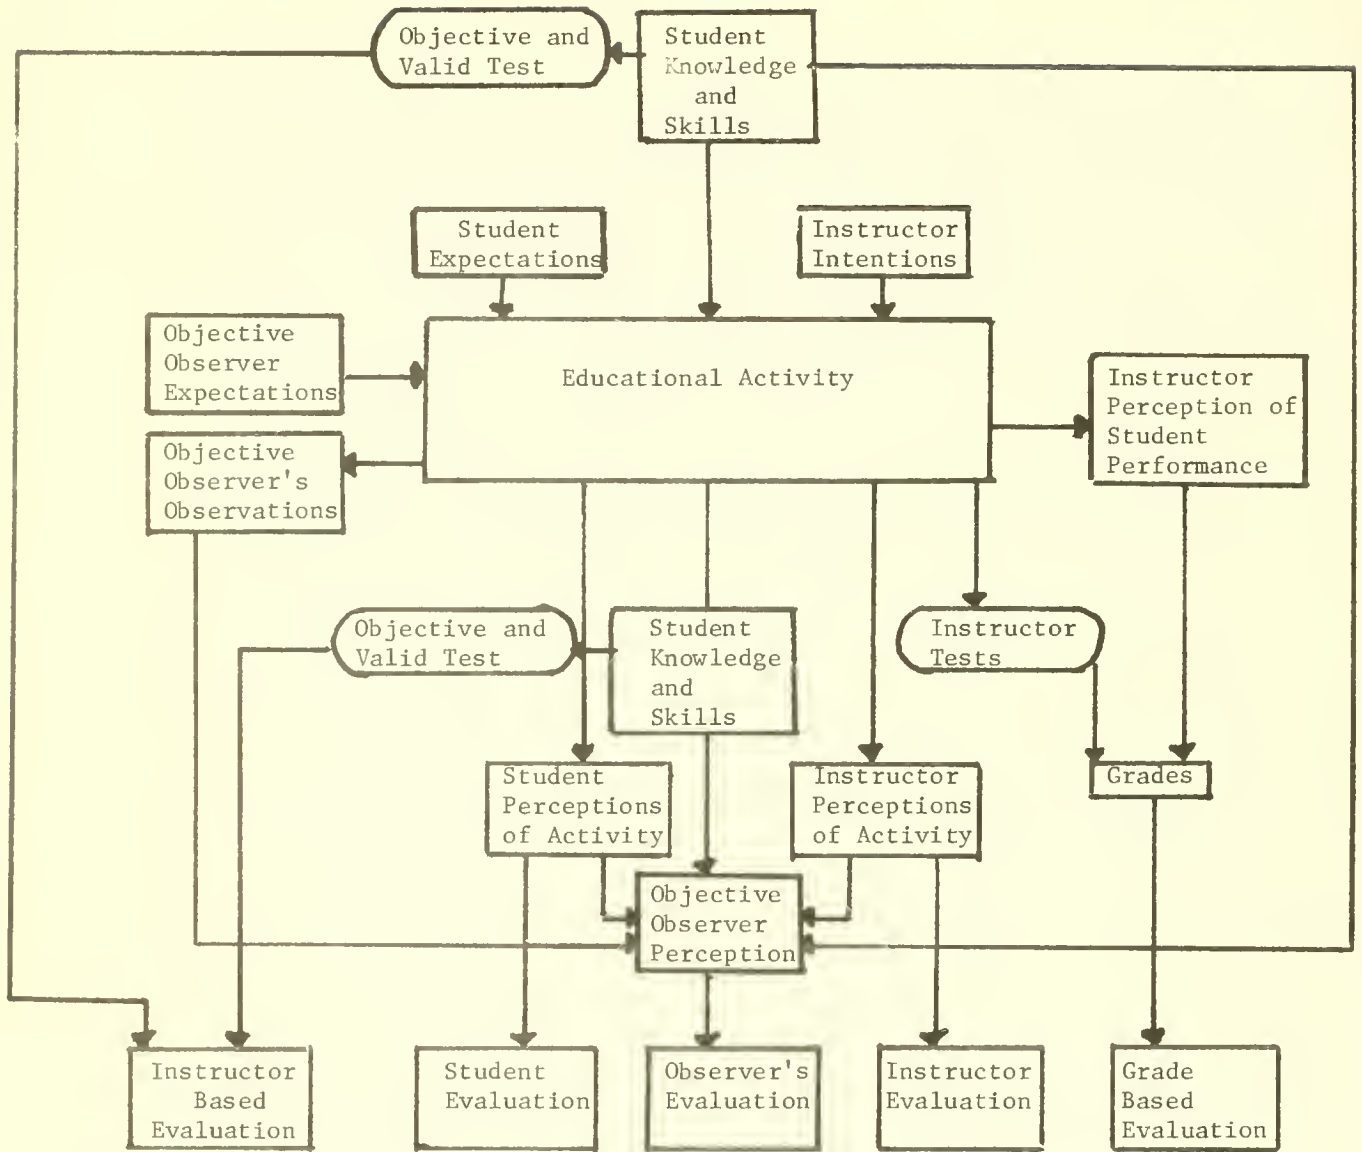 Objective and
Valid Test
Student
Knowledge
and
Skills
Student
Expectations
Instructor
Intentions
Objective
Observer
Expectations
Educational Activity
Instructor
Perception of
Student
Performance
Objective
Observer's
Observations
Objective and
Valid Test
Student
Knowledge
and
Skills
Instructor
Tests
Student
Perceptions
of Activity
Instructor
Perceptions
of Activity
Grades
Objective
Observer
Perception
Instructor
Based
Evaluation
Student
Evaluation
Observer's
Evaluation
Instructor
Evaluation
Grade
Based
Evaluation